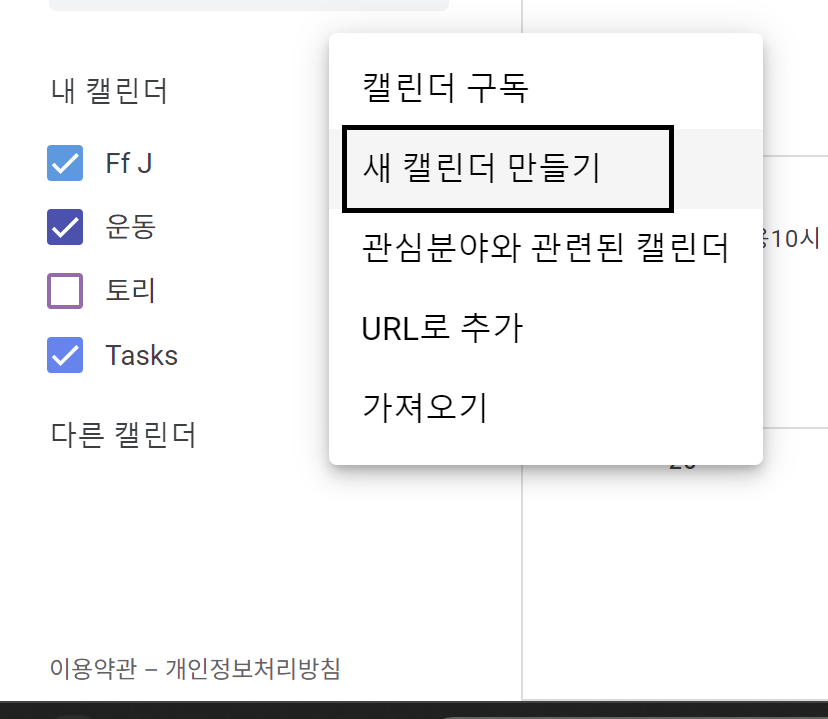 내 캘린더
Ff J
운동
토리
Tasks
다른 캘린더
이용약관 – 개인정보처리방침
캘린더 구독
새 캘린더 만들기
관심분야와 관련된 캘린더
URL로 추가
가져오기
10시